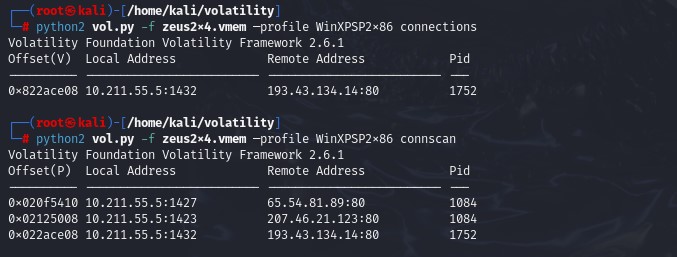 ┌──(root㉿kali)-[/home/kali/volatility]
└─# python2 vol.py -f zeus2×4.vmem —profile WinXPSP2×86 connections
Volatility Foundation Volatility Framework 2.6.1
Offset(V) Local Address Remote Address Pid
0×822ace08 10.211.55.5:1432 193.43.134.14:80 1752
┌──(root㉿kali)-[/home/kali/volatility]
└─# python2 vol.py -f zeus2×4.vmem —profile WinXPSP2×86 connscan
Volatility Foundation Volatility Framework 2.6.1
Offset(P) Local Address Remote Address Pid
0×020f5410 10.211.55.5:1427 65.54.81.89:80 1084
0×02125008 10.211.55.5:1423 207.46.21.123:80 1084
0×022ace08 10.211.55.5:1432 193.43.134.14:80 1752